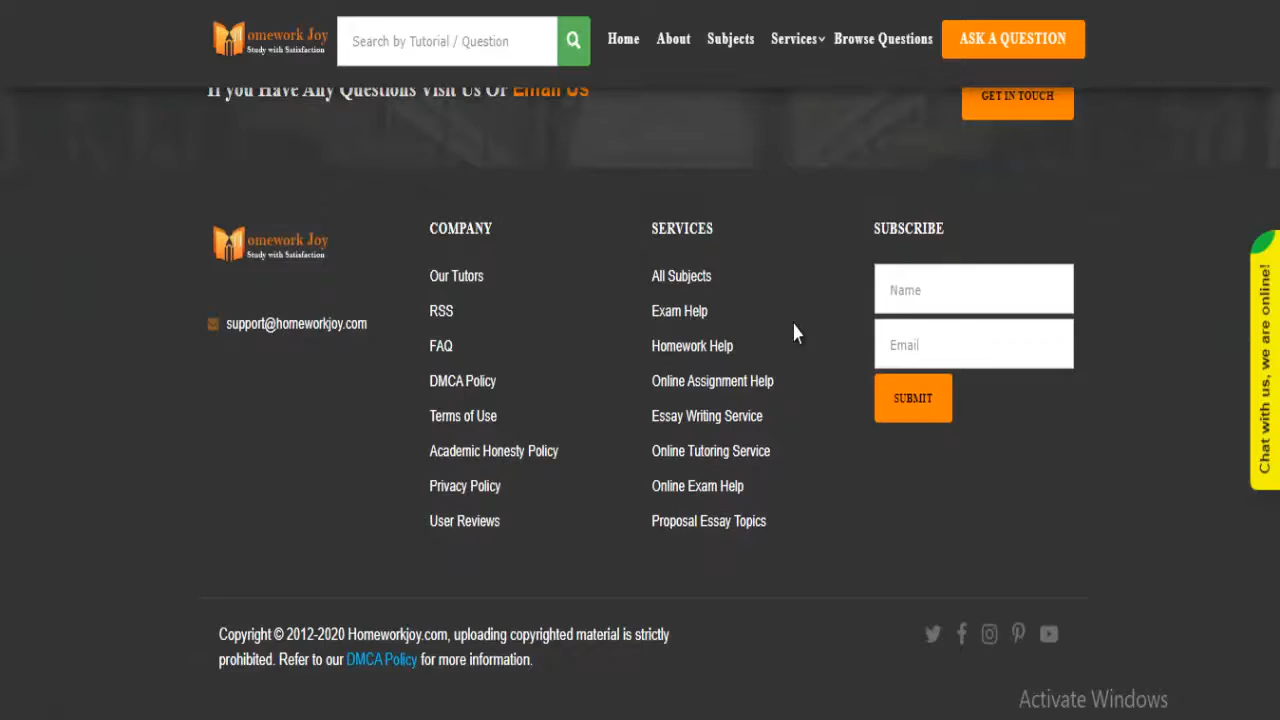 omework Joy
Study with Satisfaction
Search by Tutorial / Question
Home
About
Subjects
Services
Browse Questions
ASK A QUESTION
If you Have Any Questions Visit Us Or Email Us
GET IN TOUCH
omework Joy
Study with Satisfaction
support@homeworkjoy.com
COMPANY
Our Tutors
RSS
FAQ
DMCA Policy
Terms of Use
Academic Honesty Policy
Privacy Policy
User Reviews
SERVICES
All Subjects
Exam Help
Homework Help
Online Assignment Help
Essay Writing Service
Online Tutoring Service
Online Exam Help
Proposal Essay Topics
SUBSCRIBE
Name
Email
SUBMIT
Chat with us, we are online!
Copyright © 2012-2020 Homeworkjoy.com, uploading copyrighted material is strictly
prohibited. Refer to our DMCA Policy for more information.
Activate Windows